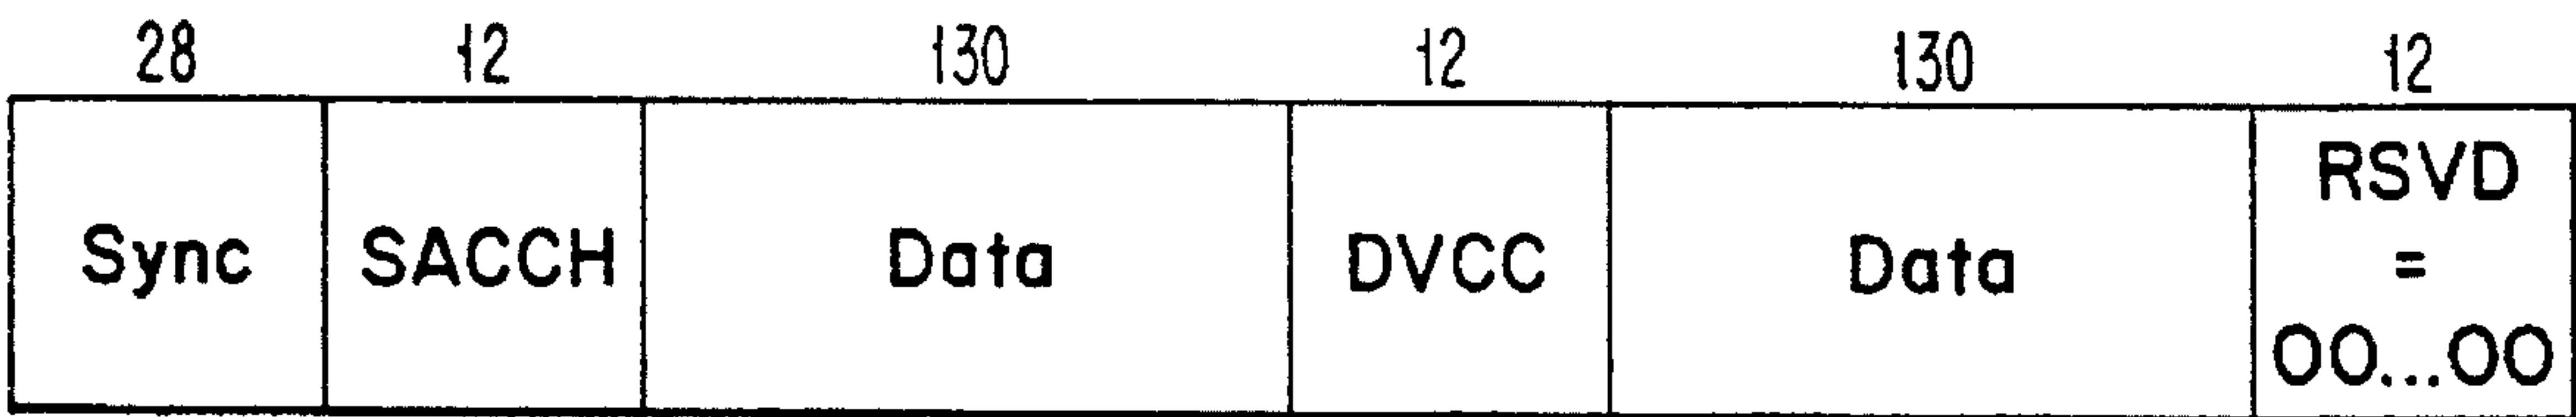 28 12 130 12 130 12
Sync SACCH Data DVCC Data RSVD
=
00...00